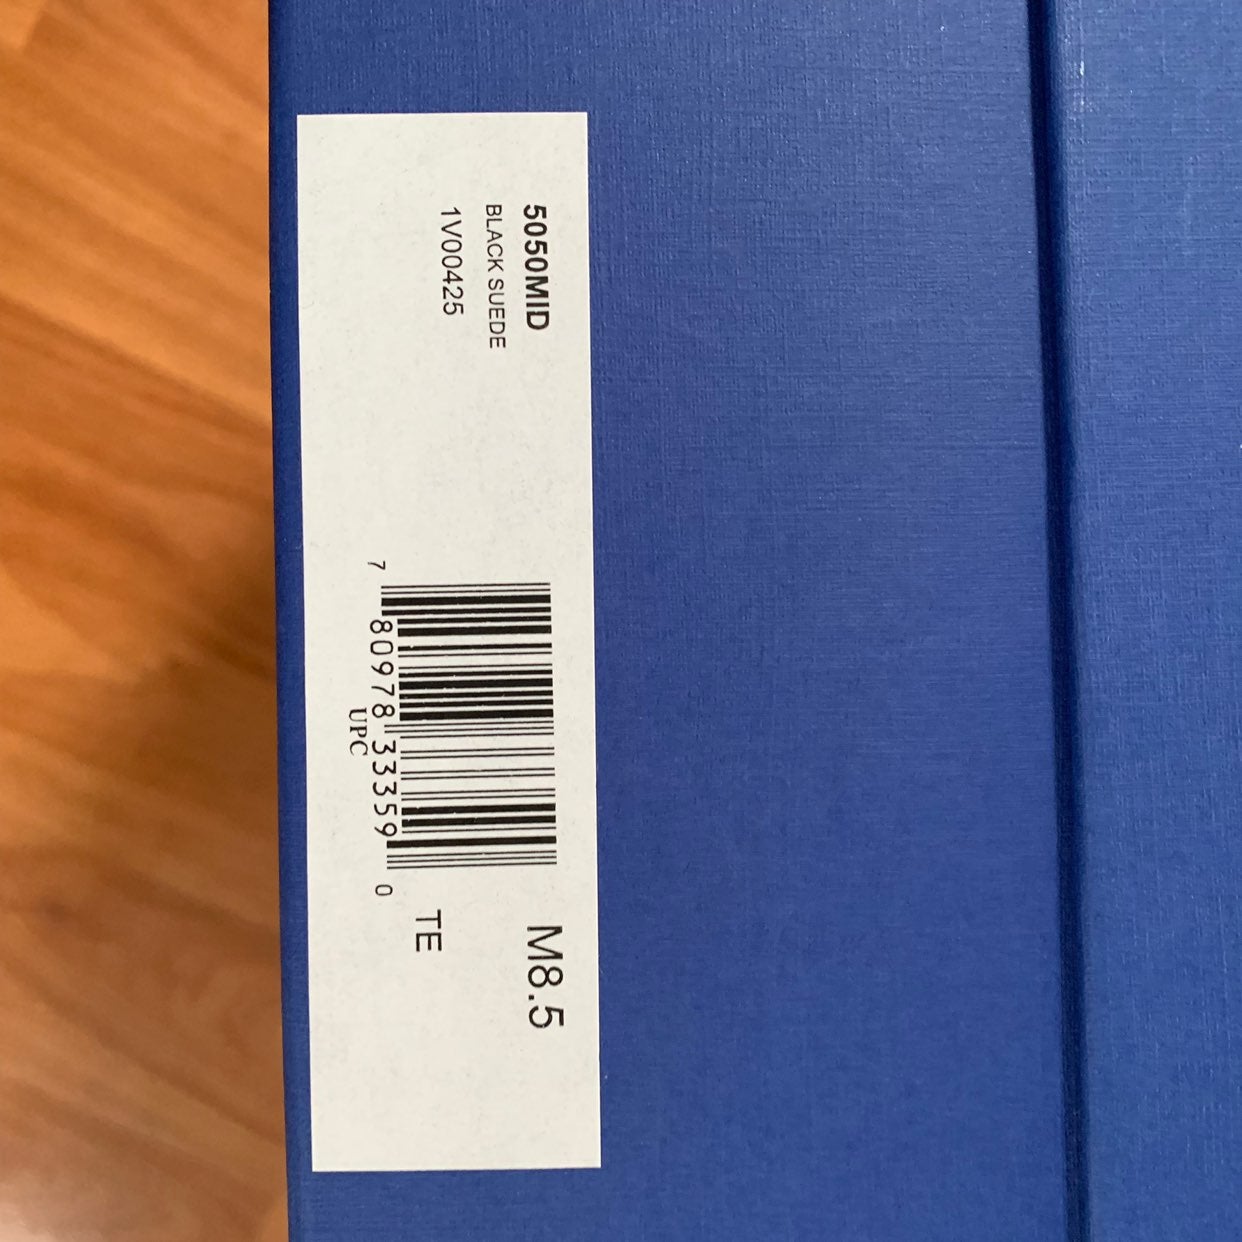 5050MID
BLACK SUEDE
1V00425
M8.5
TE
7 80978 33359 0
UPC